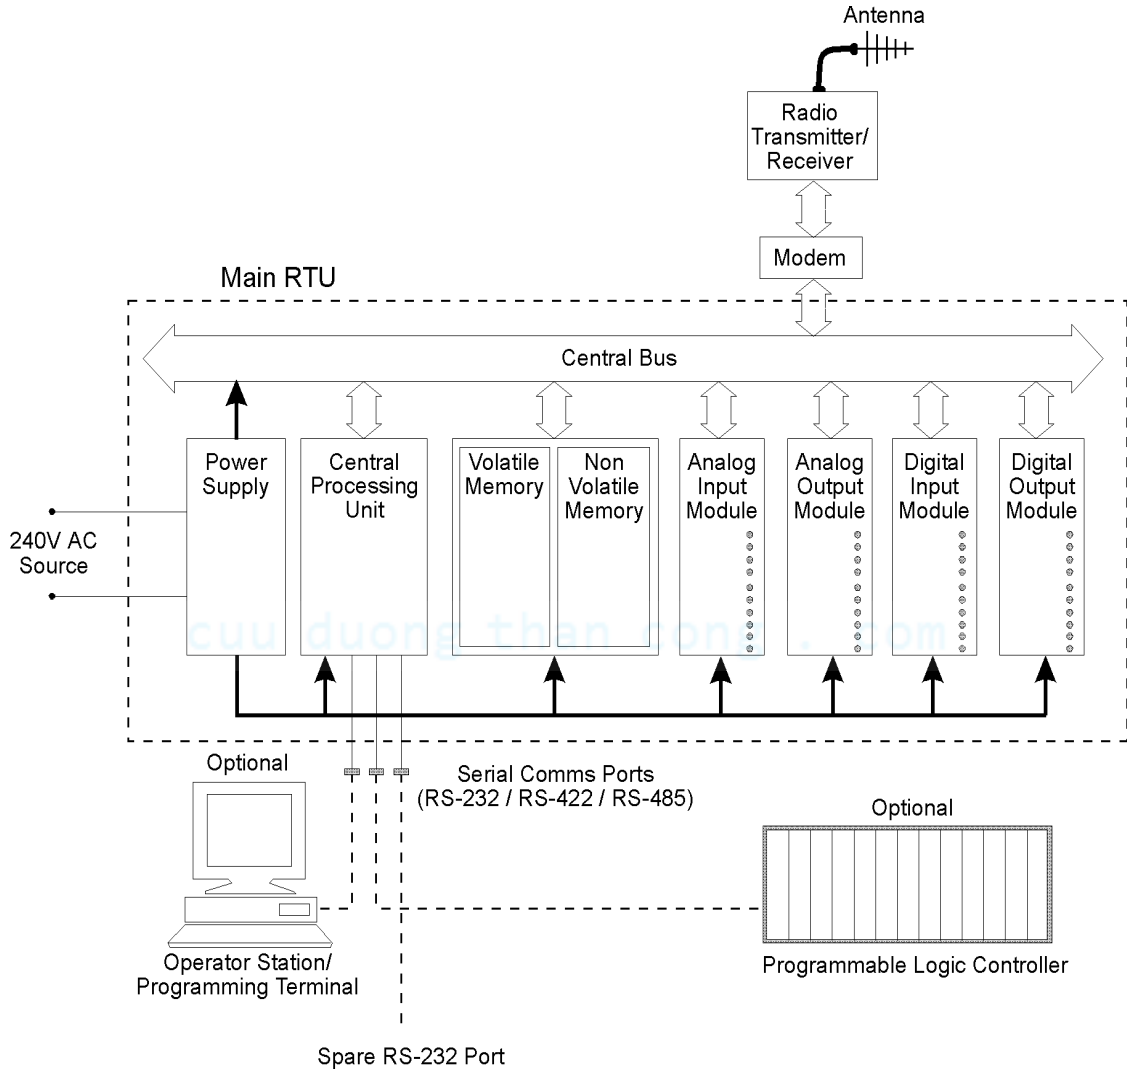 Antenna
Radio
Transmitter/
Receiver
Modem
Main RTU
Central Bus
Power
Supply
Central
Processing
Unit
Volatile
Memory
Non
Volatile
Memory
Analog
Input
Module
Analog
Output
Module
Digital
Input
Module
Digital
Output
Module
240V AC
Source
cuu duong than cong . com
Optional
Serial Comms Ports
(RS-232 / RS-422 / RS-485)
Optional
Operator Station/
Programming Terminal
Programmable Logic Controller
Spare RS-232 Port